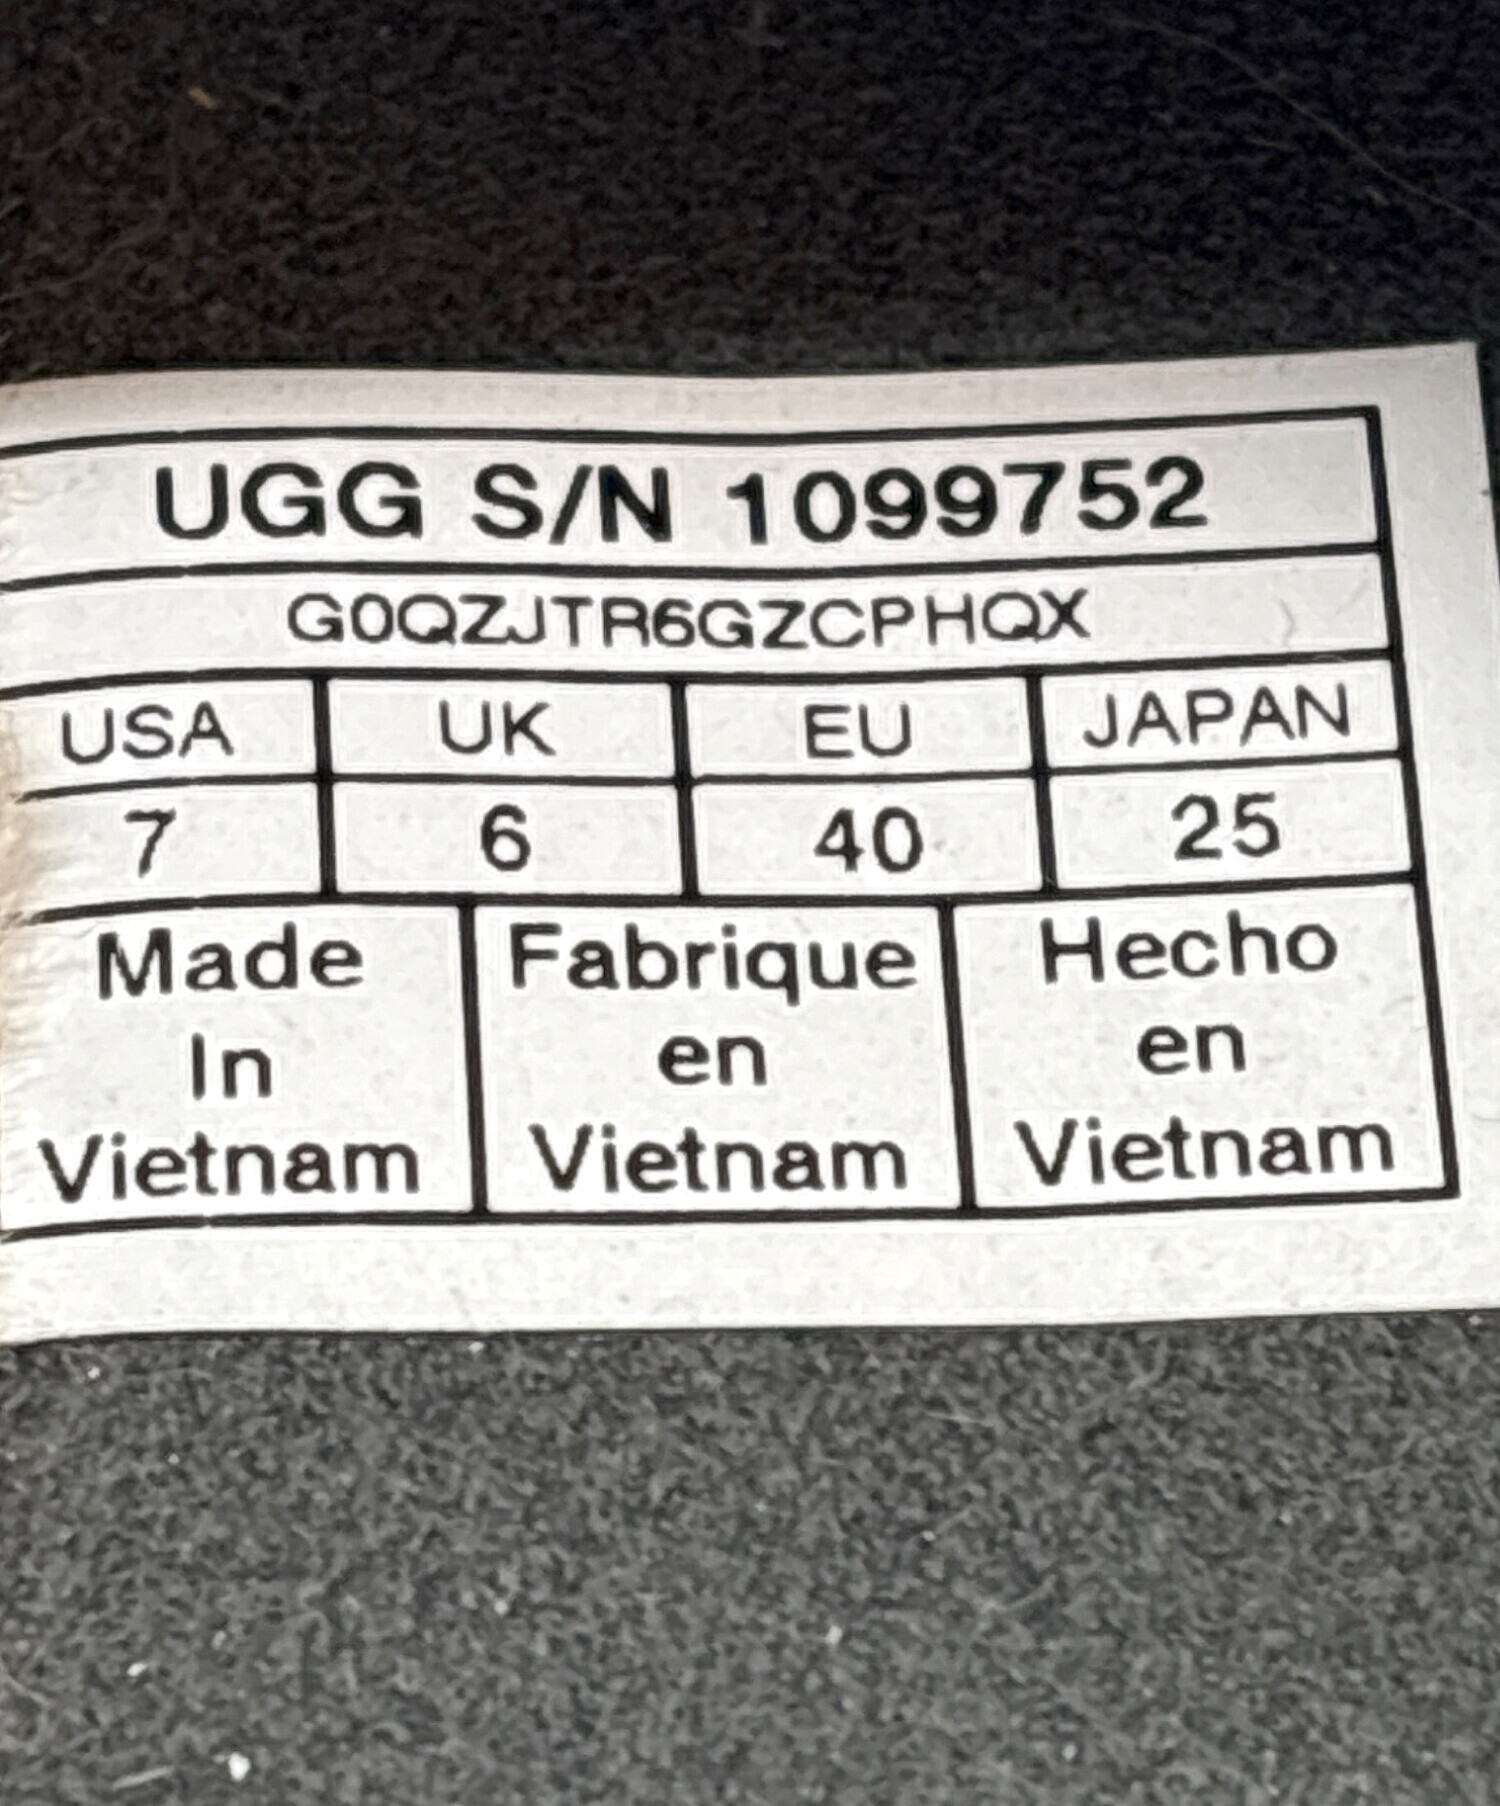 UGG S/N 1099752
G0QZJTR6GZCPHQX
USA UK EU JAPAN
7 6 40 25
Made Fabrique Hecho
In en en
Vietnam Vietnam Vietnam